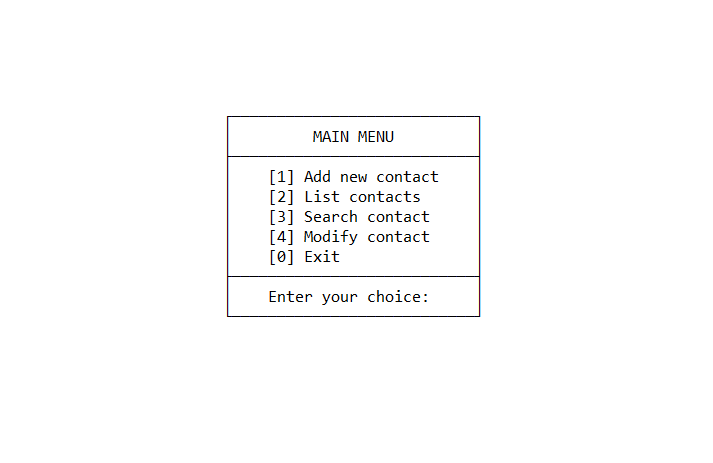 MAIN MENU
[1] Add new contact
[2] List contacts
[3] Search contact
[4] Modify contact
[0] Exit
Enter your choice: